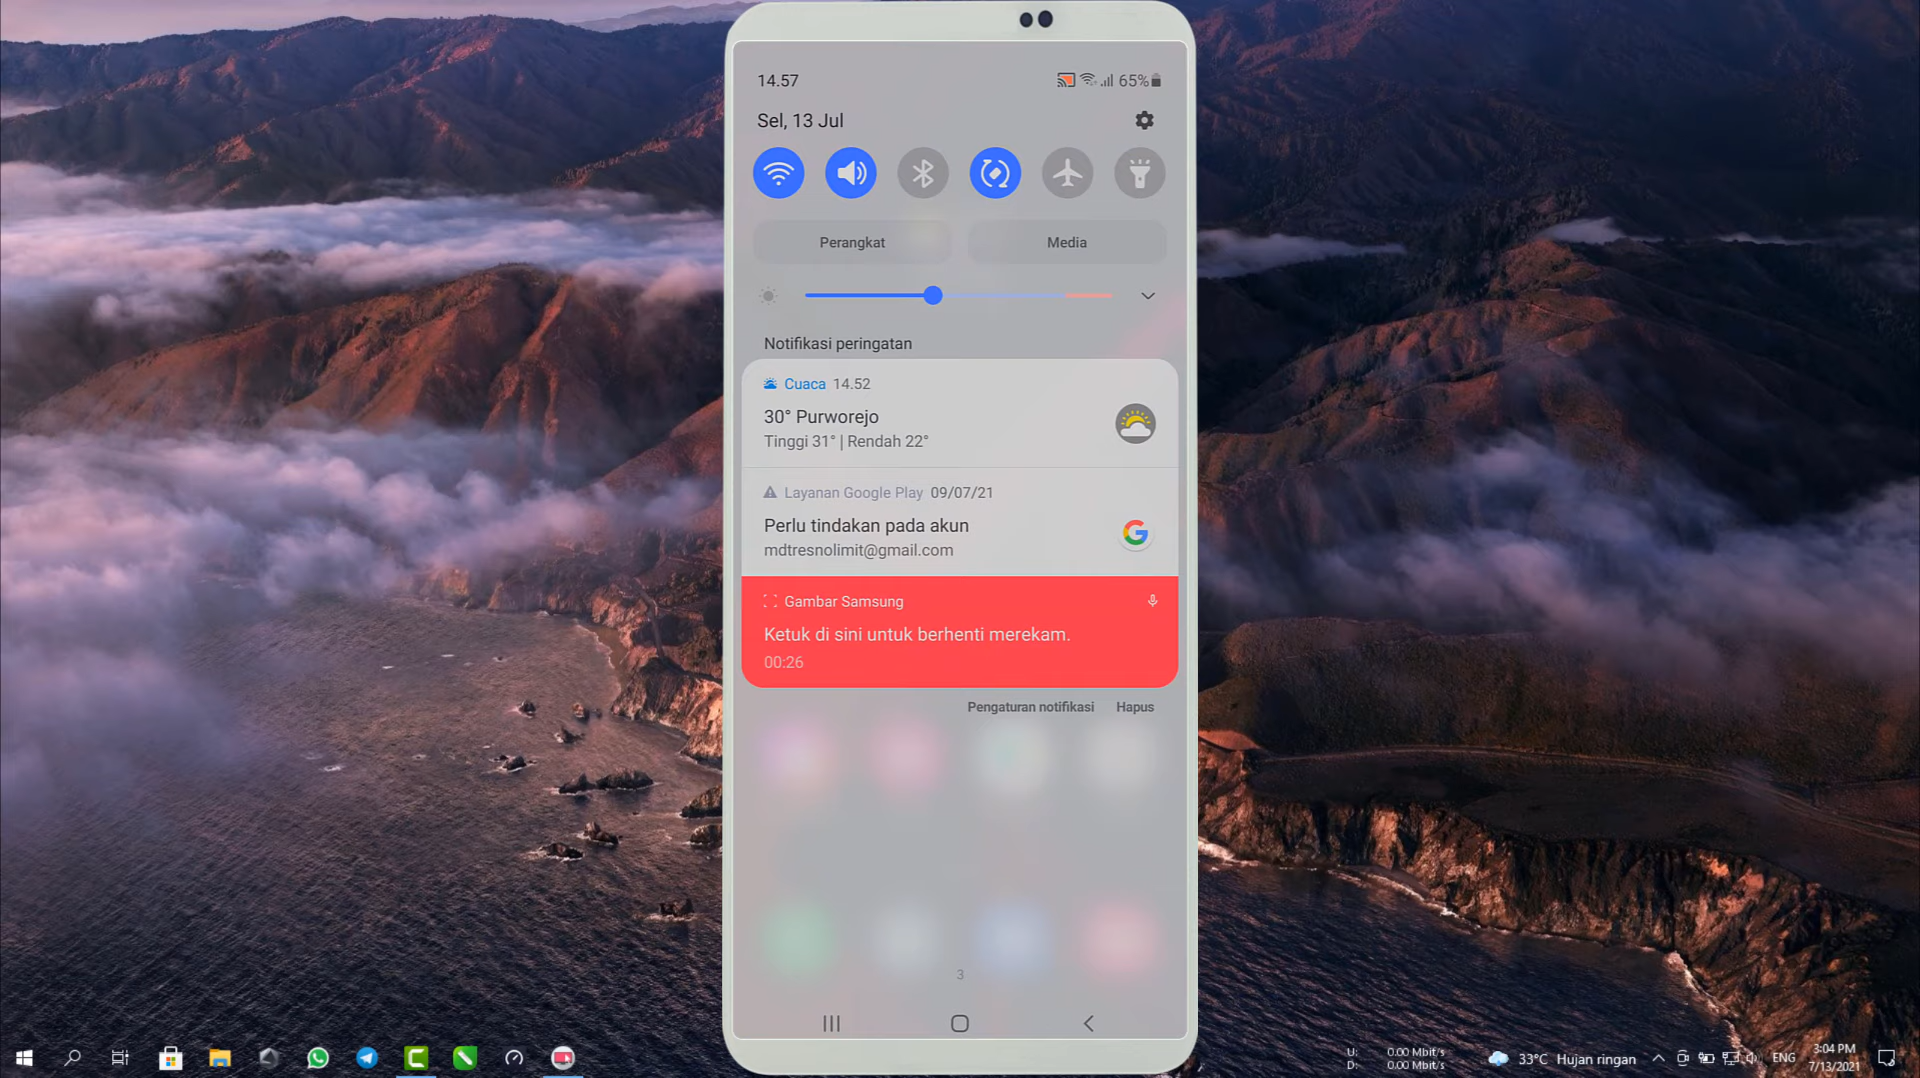 14.57
65%
Sel, 13 Jul
Perangkat
Media
Notifikasi peringatan
Cuaca 14.52
30° Purworejo
Tinggi 31° | Rendah 22°
Layanan Google Play 09/07/21
Perlu tindakan pada akun
mdtresnolimit@gmail.com
Gambar Samsung
Ketuk di sini untuk berhenti merekam.
00:26
Pengaturan notifikasi Hapus
3
U: 0.00 Mbit/s
D: 0.00 Mbit/s
33°C Hujan ringan
ENG
3:04 PM
7/13/2021